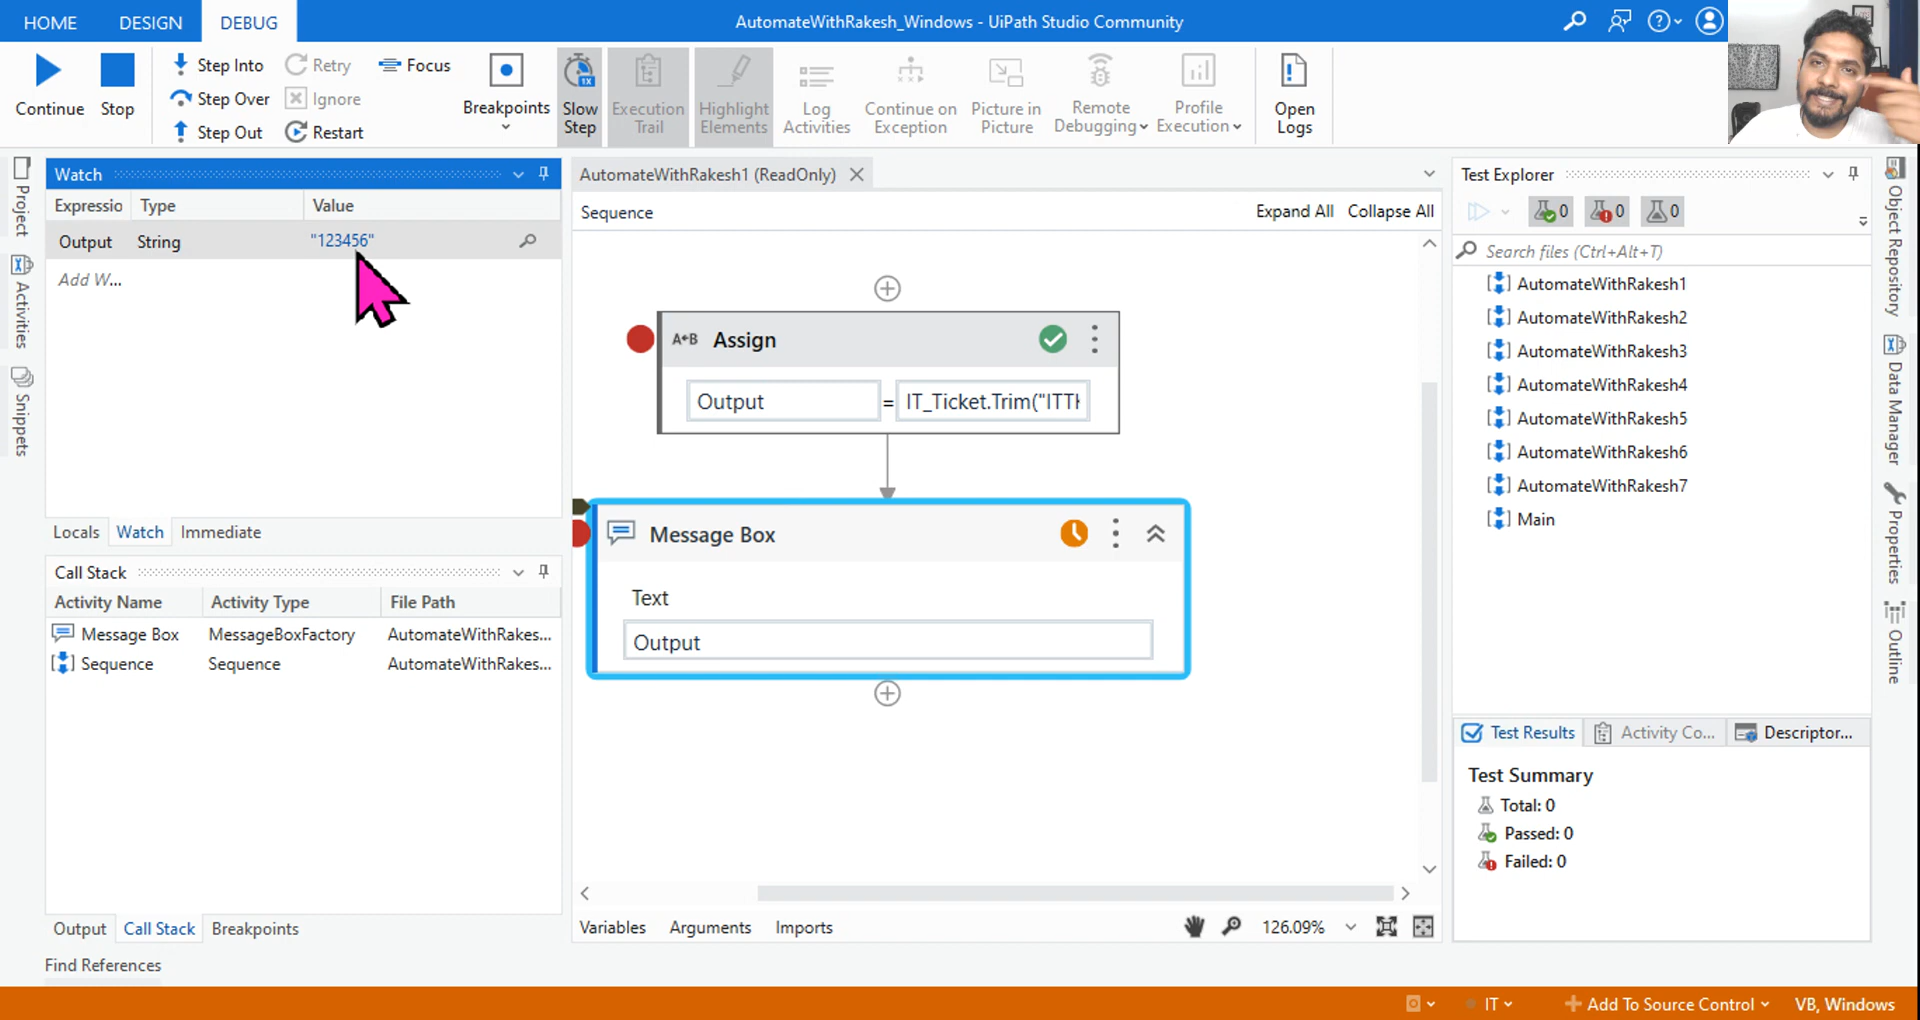 HOME DESIGN DEBUG
AutomateWithRakesh_Windows - UiPath Studio Community
Continue
Stop
Step Into
Step Over
Step Out
Retry
Ignore
Restart
Focus
Breakpoints
Slow
Step
Execution
Trail
Highlight
Elements
Log
Activities
Continue on
Exception
Picture in
Picture
Remote
Debugging
Profile
Execution
Open
Logs
Project
Activities
Snippets
Watch
Expressio Type Value
Output String "123456"
Add W...
Locals Watch Immediate
Call Stack
Activity Name Activity Type File Path
Message Box MessageBoxFactory AutomateWithRakes...
Sequence Sequence AutomateWithRakes...
Output Call Stack Breakpoints
Find References
AutomateWithRakesh1 (ReadOnly)
Sequence
Expand All Collapse All
A B Assign
Output = IT_Ticket.Trim("ITTH
Message Box
Text
Output
Variables Arguments Imports
126.09%
Test Explorer
0 0 0
Search files (Ctrl+Alt+T)
AutomateWithRakesh1
AutomateWithRakesh2
AutomateWithRakesh3
AutomateWithRakesh4
AutomateWithRakesh5
AutomateWithRakesh6
AutomateWithRakesh7
Main
Test Results Activity Co... Descriptor...
Test Summary
Total: 0
Passed: 0
Failed: 0
Object Repository
Data Manager
Properties
Outline
IT
Add To Source Control
VB, Windows